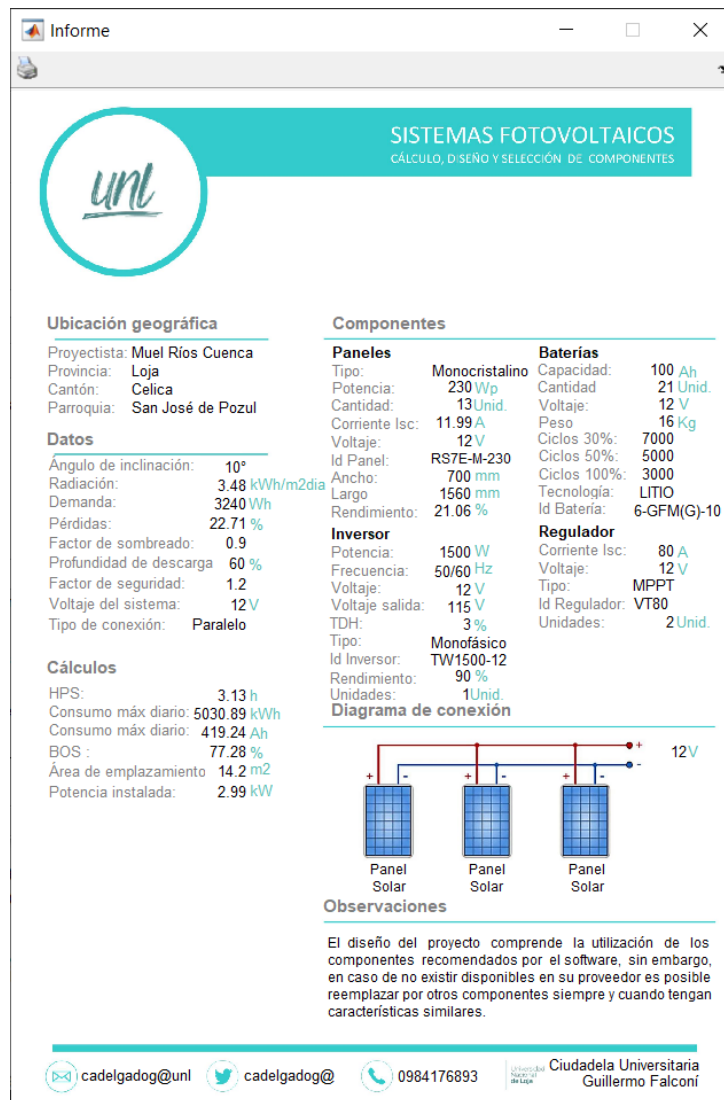 Informe
SISTEMAS FOTOVOLTAICOS
CÁLCULO, DISEÑO Y SELECCIÓN DE COMPONENTES
unl
Ubicación geográfica
Proyectista: Muel Ríos Cuenca
Provincia: Loja
Cantón: Celica
Parroquia: San José de Pozul
Datos
Ángulo de inclinación: 10°
Radiación: 3.48 kWh/m2dia
Demanda: 3240 Wh
Pérdidas: 22.71 %
Factor de sombreado: 0.9
Profundidad de descarga 60 %
Factor de seguridad: 1.2
Voltaje del sistema: 12 V
Tipo de conexión: Paralelo
Cálculos
HPS: 3.13 h
Consumo máx diario: 5030.89 kWh
Consumo máx diario: 419.24 Ah
BOS : 77.28 %
Área de emplazamiento 14.2 m2
Potencia instalada: 2.99 kW
Componentes
Paneles
Tipo: Monocristalino
Potencia: 230 Wp
Cantidad: 13 Unid.
Corriente Isc: 11.99 A
Voltaje: 12 V
Id Panel: RS7E-M-230
Ancho: 700 mm
Largo 1560 mm
Rendimiento: 21.06 %
Inversor
Potencia: 1500 W
Frecuencia: 50/60 Hz
Voltaje: 12 V
Voltaje salida: 115 V
TDH: 3 %
Tipo: Monofásico
Id Inversor: TW1500-12
Rendimiento: 90 %
Unidades: 1Unid.
Baterías
Capacidad: 100 Ah
Cantidad 21 Unid.
Voltaje: 12 V
Peso 16 Kg
Ciclos 30%: 7000
Ciclos 50%: 5000
Ciclos 100%: 3000
Tecnología: LITIO
Id Batería: 6-GFM(G)-10
Regulador
Corriente Isc: 80 A
Voltaje: 12 V
Tipo: MPPT
Id Regulador: VT80
Unidades: 2 Unid.
Diagrama de conexión
+
-
12V
+ - + - + -
Panel Solar
Panel Solar
Panel Solar
Observaciones
El diseño del proyecto comprende la utilización de los
componentes recomendados por el software, sin embargo,
en caso de no existir disponibles en su proveedor es posible
reemplazar por otros componentes siempre y cuando tengan
características similares.
cadelgadog@unl
cadelgadog@
0984176893
Universidad
Nacional
de Loja
Ciudadela Universitaria
Guillermo Falconí